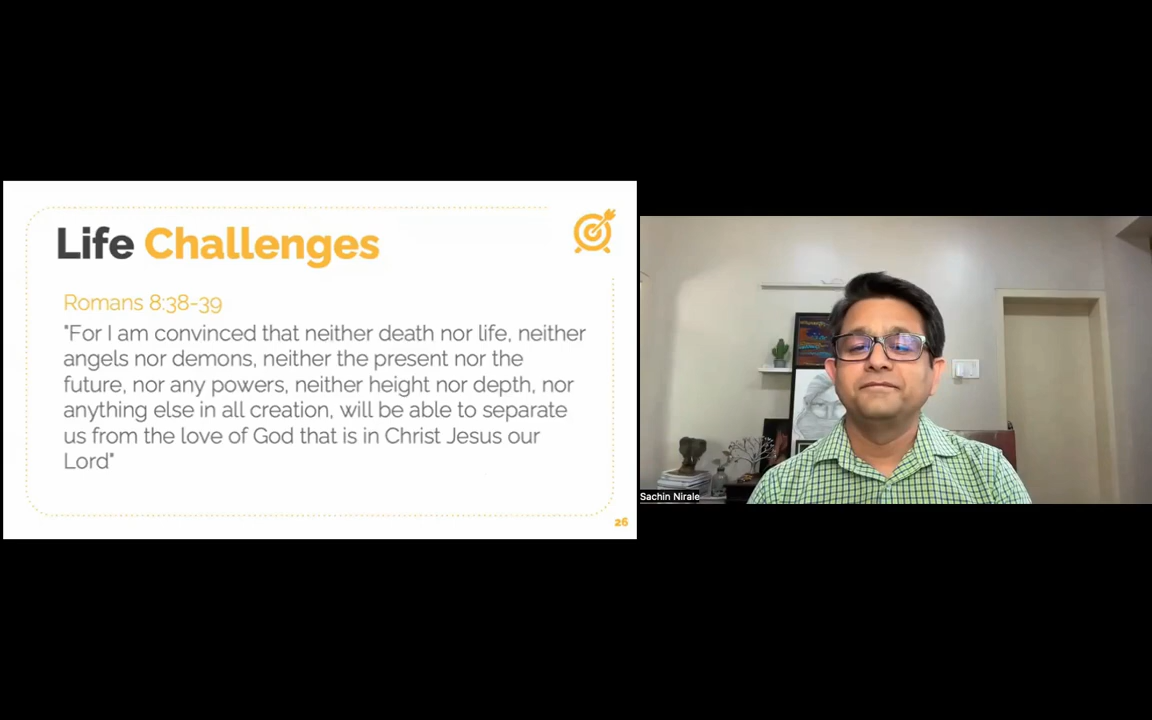 Life Challenges
Romans 8:38-39
"For I am convinced that neither death nor life, neither
angels nor demons, neither the present nor the
future, nor any powers, neither height nor depth, nor
anything else in all creation, will be able to separate
us from the love of God that is in Christ Jesus our
Lord"
26
Sachin Nirale